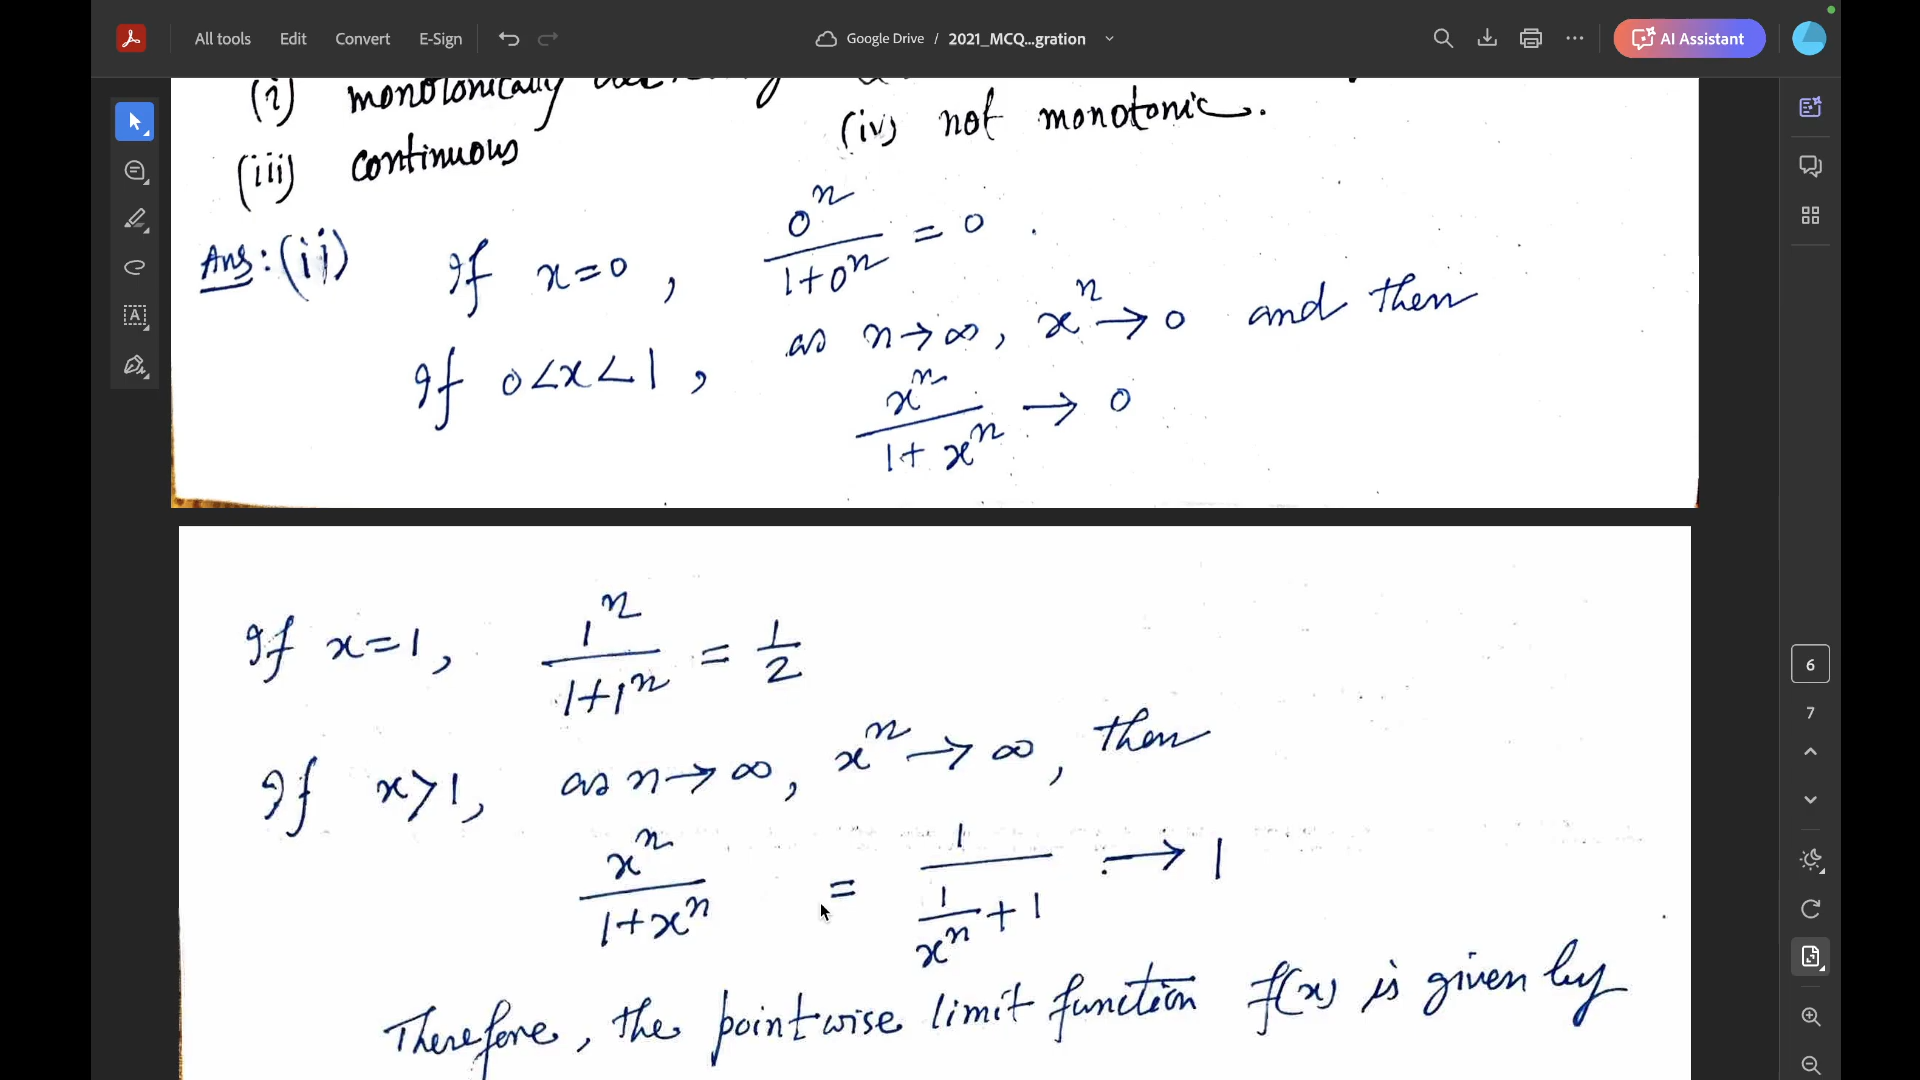 All tools Edit Convert E-Sign Google Drive / 2021_MCQ...gration AI Assistant
(i) monotonically
(iii) continuous (iv) not monotonic.
Ans: (ii) If x=0, 0^n/(1+0^n) = 0.
If 0<x<1, as n→∞, x^n→0 and then
x^n/(1+x^n) → 0
If x=1, 1^n/(1+1^n) = 1/2
If x>1, as n→∞, x^n→∞, then
x^n/(1+x^n) = 1/(1/x^n+1) → 1
Therefore, the pointwise limit function f(x) is given by
6
7